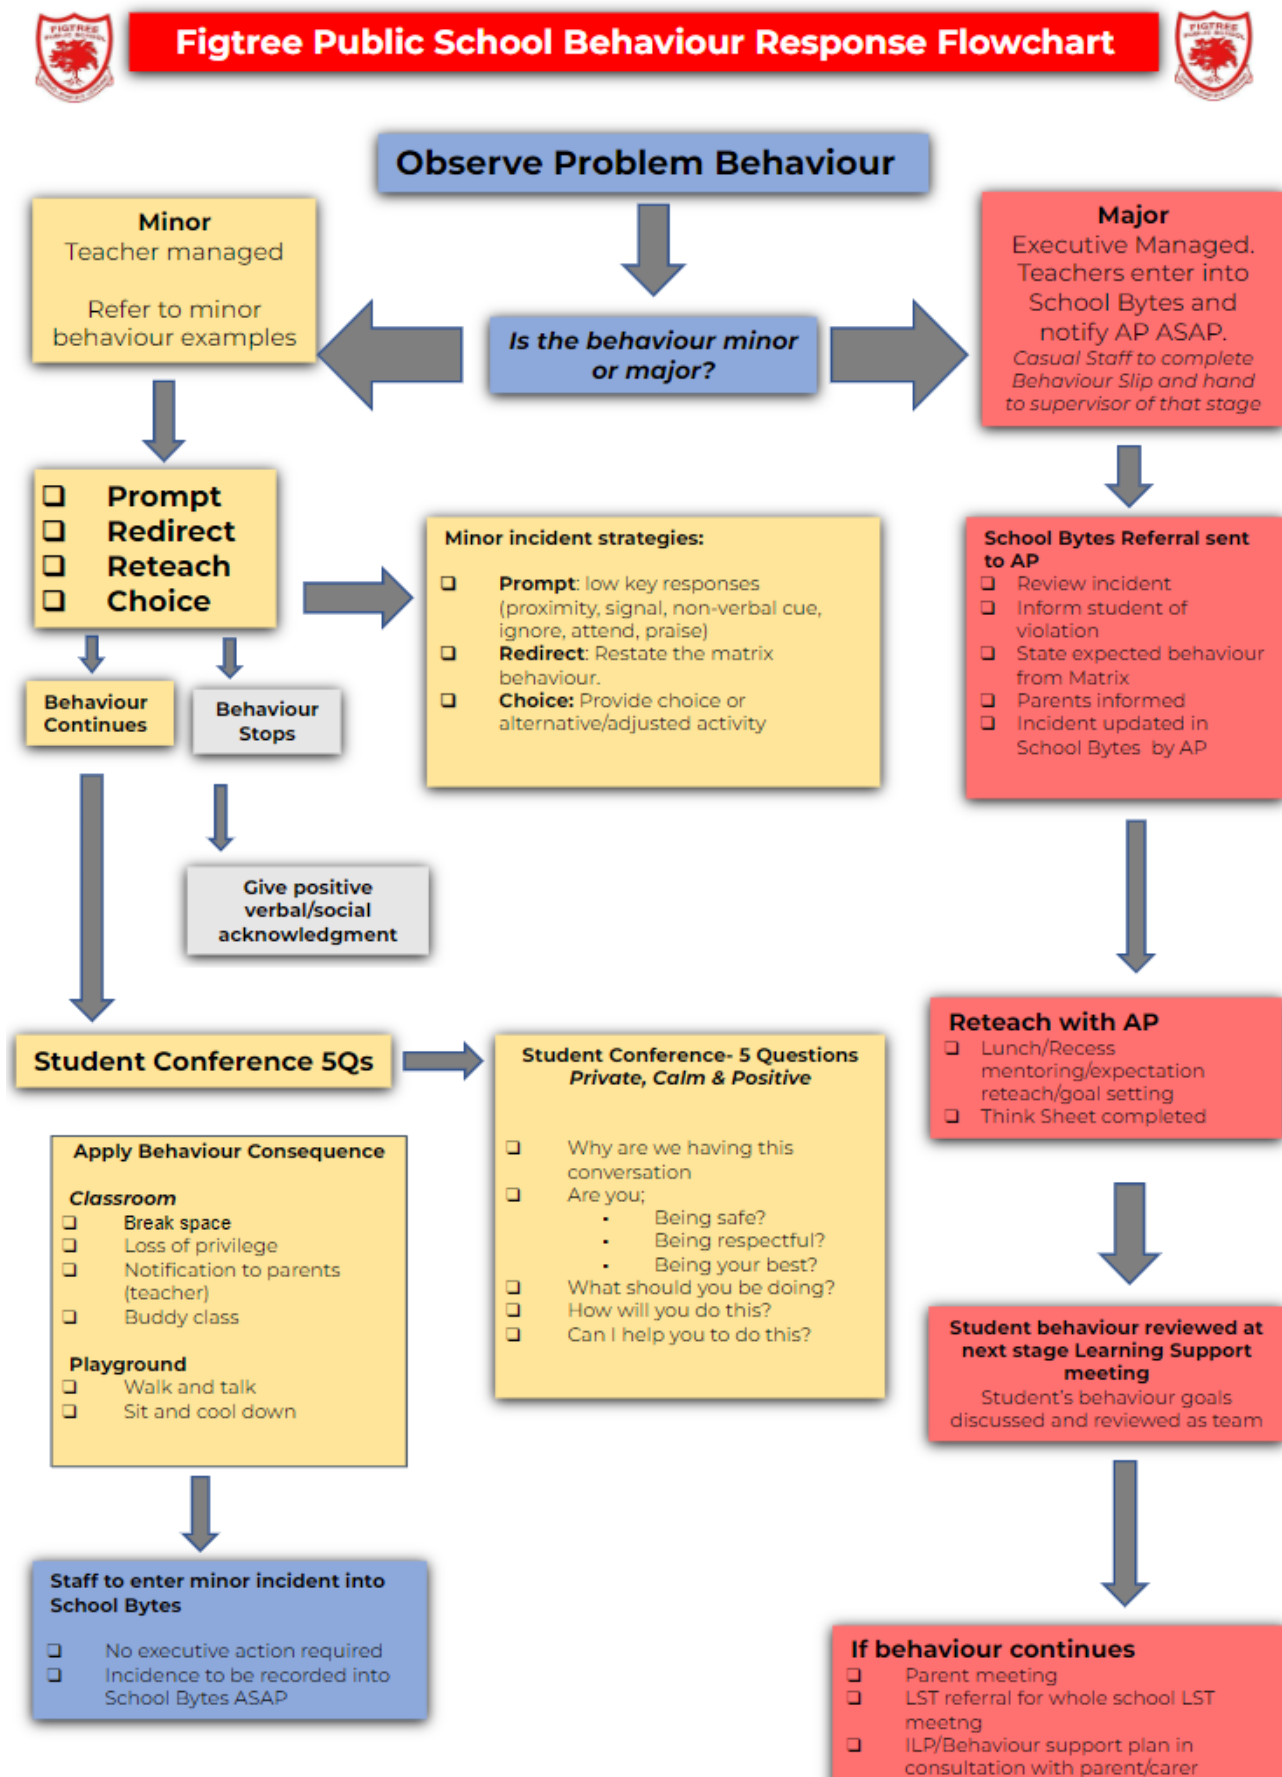 FIGTREE
PUBLIC SCHOOL
Figtree Public School Behaviour Response Flowchart
FIGTREE
PUBLIC SCHOOL
Observe Problem Behaviour
Minor
Teacher managed
Refer to minor
behaviour examples
Is the behaviour minor
or major?
Major
Executive Managed.
Teachers enter into
School Bytes and
notify AP ASAP.
Casual Staff to complete
Behaviour Slip and hand
to supervisor of that stage
❑ Prompt
❑ Redirect
❑ Reteach
❑ Choice
Minor incident strategies:
❑ Prompt: low key responses
(proximity, signal, non-verbal cue,
ignore, attend, praise)
❑ Redirect: Restate the matrix
behaviour.
❑ Choice: Provide choice or
alternative/adjusted activity
School Bytes Referral sent
to AP
❑ Review incident
❑ Inform student of
violation
❑ State expected behaviour
from Matrix
❑ Parents informed
❑ Incident updated in
School Bytes by AP
Behaviour
Continues
Behaviour
Stops
Give positive
verbal/social
acknowledgment
Student Conference 5Qs
Student Conference- 5 Questions
Private, Calm & Positive
❑ Why are we having this
conversation
❑ Are you;
▪ Being safe?
▪ Being respectful?
▪ Being your best?
❑ What should you be doing?
❑ How will you do this?
❑ Can I help you to do this?
Reteach with AP
❑ Lunch/Recess
mentoring/expectation
reteach/goal setting
❑ Think Sheet completed
Apply Behaviour Consequence
Classroom
❑ Break space
❑ Loss of privilege
❑ Notification to parents
(teacher)
❑ Buddy class
Playground
❑ Walk and talk
❑ Sit and cool down
Student behaviour reviewed at
next stage Learning Support
meeting
Student's behaviour goals
discussed and reviewed as team
Staff to enter minor incident into
School Bytes
❑ No executive action required
❑ Incidence to be recorded into
School Bytes ASAP
If behaviour continues
❑ Parent meeting
❑ LST referral for whole school LST
meetng
❑ ILP/Behaviour support plan in
consultation with parent/carer